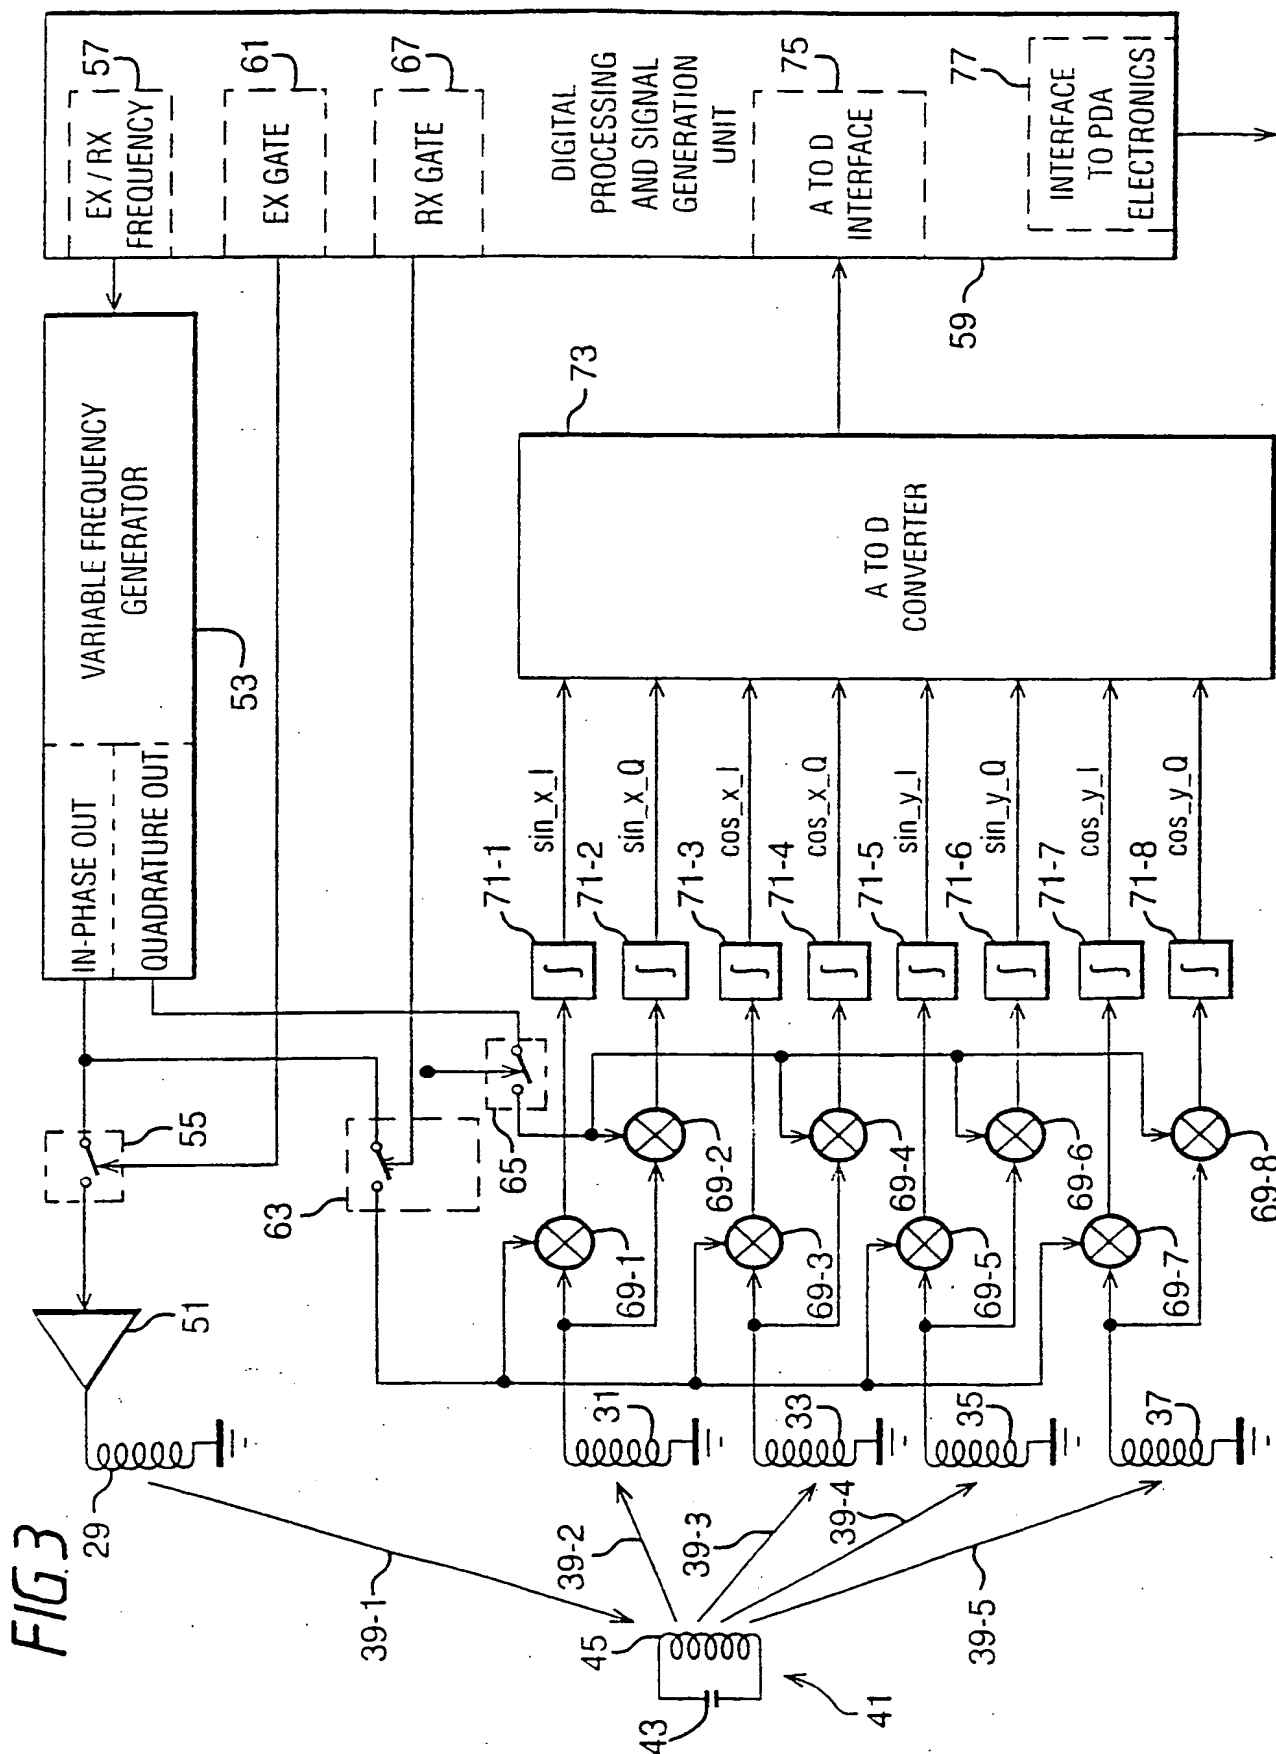 FIG. 3
29
51
55
IN-PHASE OUT
QUADRATURE OUT
VARIABLE FREQUENCY
GENERATOR
53
EX / RX
FREQUENCY
57
EX GATE
61
RX GATE
67
DIGITAL
PROCESSING
AND SIGNAL
GENERATION
UNIT
A TO D
INTERFACE
75
INTERFACE
TO PDA
ELECTRONICS
77
59
63
65
39-1
39-2
39-3
39-4
39-5
45
43
41
31
33
35
37
69-1
69-2
69-3
69-4
69-5
69-6
69-7
69-8
∫
∫
∫
∫
∫
∫
∫
∫
71-1
71-2
71-3
71-4
71-5
71-6
71-7
71-8
sin_x_I
sin_x_Q
cos_x_I
cos_x_Q
sin_y_I
sin_y_Q
cos_y_I
cos_y_Q
A TO D
CONVERTER
73